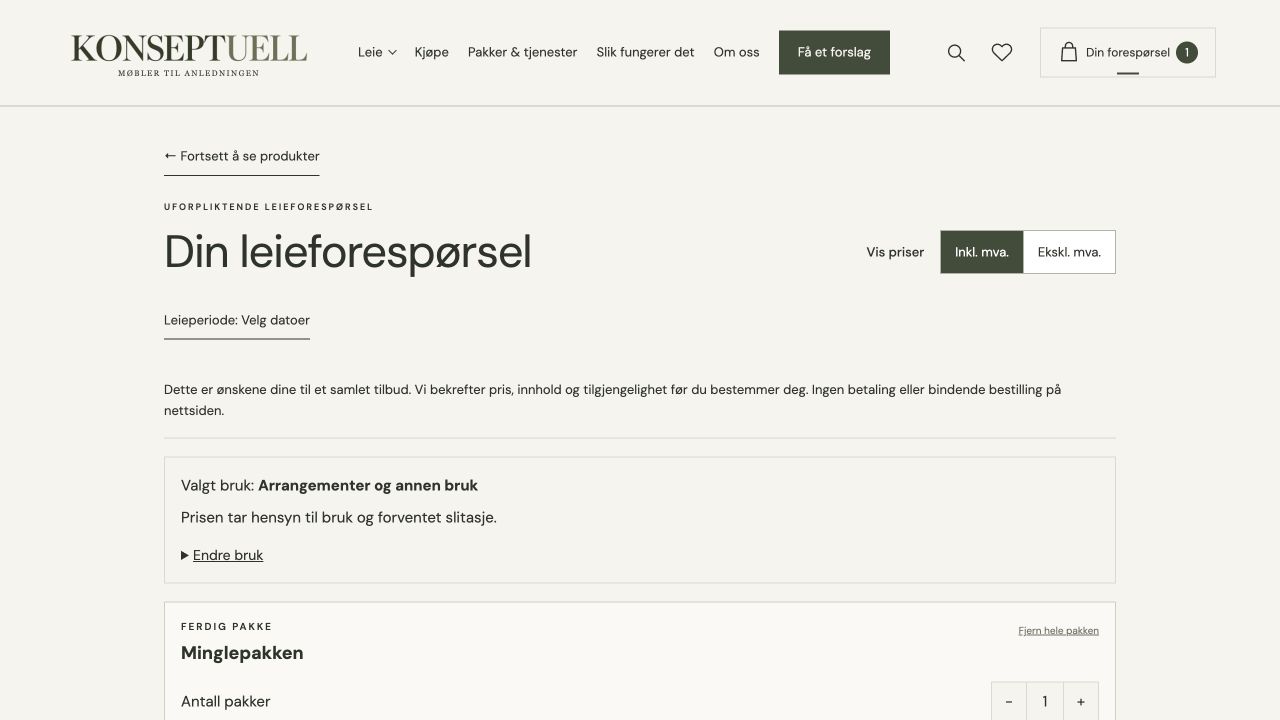 KONSEPTUELL
MØBLER TIL ANLEDNINGEN
Leie
Kjøpe
Pakker & tjenester
Slik fungerer det
Om oss
Få et forslag
Din forespørsel 1
← Fortsett å se produkter
UFORPLIKTENDE LEIEFORESPØRSEL
Din leieforespørsel
Vis priser
Inkl. mva.
Ekskl. mva.
Leieperiode: Velg datoer
Dette er ønskene dine til et samlet tilbud. Vi bekrefter pris, innhold og tilgjengelighet før du bestemmer deg. Ingen betaling eller bindende bestilling på
nettsiden.
Valgt bruk: Arrangementer og annen bruk
Prisen tar hensyn til bruk og forventet slitasje.
▶ Endre bruk
FERDIG PAKKE
Fjern hele pakken
Minglepakken
Antall pakker
- 1 +